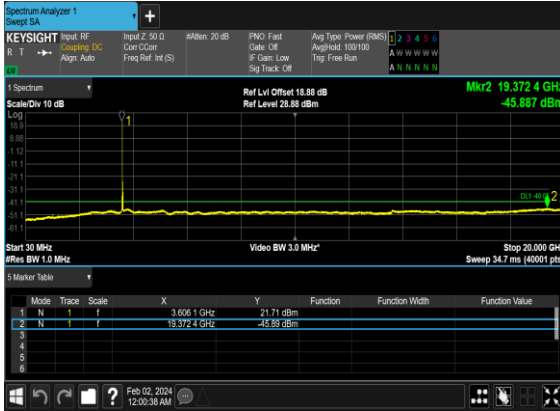 Spectrum Analyzer 1
Swept SA
+
KEYSIGHT Input: RF Input Z: 50 Ω #Atten: 20 dB PNO: Fast Avg Type: Power (RMS) 1 2 3 4 5 6
R T Coupling: DC Corr CCorr Gate: Off Avg|Hold: 100/100 A W W W W W
Align: Auto Freq Ref: Int (S) IF Gain: Low Trig: Free Run
Sig Track: Off A N N N N N
1 Spectrum Ref Lvl Offset 18.88 dB Mkr2 19.372 4 GHz
Scale/Div 10 dB Ref Level 28.88 dBm -45.887 dBm
Log
18.9
8.88
-1.12
-11.1
-21.1
-31.1
-41.1
-51.1
-61.1
1
2
Start 30 MHz Video BW 3.0 MHz* Stop 20.000 GH
#Res BW 1.0 MHz Sweep 34.7 ms (40001 pts
5 Marker Table
Mode Trace Scale X Y Function Function Width Function Value
1 N 1 f 3.606 1 GHz 21.71 dBm
2 N 1 f 19.372 4 GHz -45.89 dBm
3
4
5
6
? Feb 02, 2024
12:00:38 AM